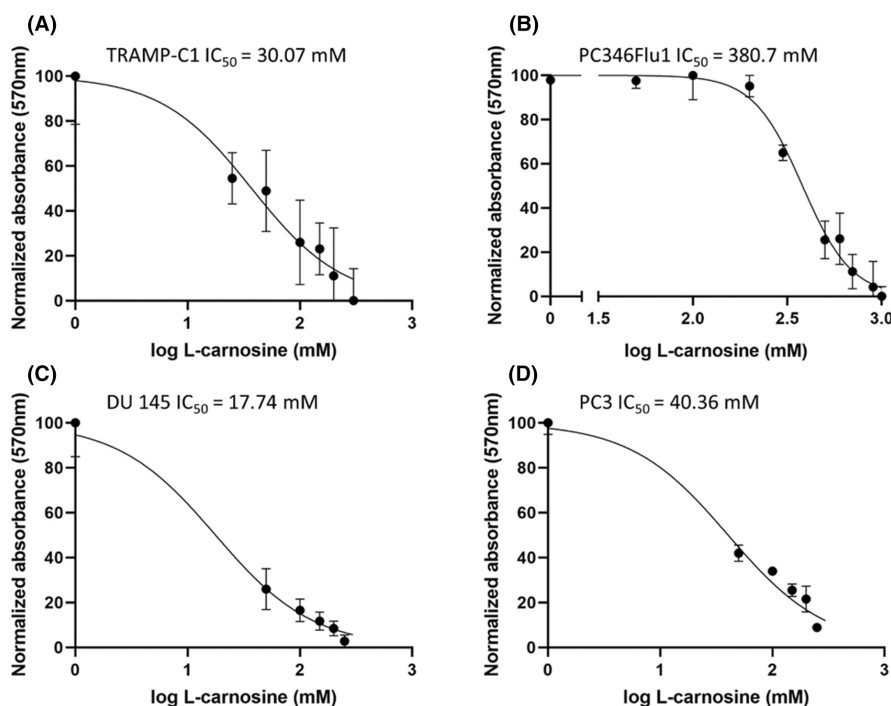 (A)
TRAMP-C1 IC50 = 30.07 mM
Normalized absorbance (570nm)
100
80
60
40
20
0
0
1
2
3
log L-carnosine (mM)
(B)
PC346Flu1 IC50 = 380.7 mM
Normalized absorbance (570nm)
100
80
60
40
20
0
0
1.5
2.0
2.5
3.0
log L-carnosine (mM)
(C)
DU 145 IC50 = 17.74 mM
Normalized absorbance (570nm)
100
80
60
40
20
0
0
1
2
3
log L-carnosine (mM)
(D)
PC3 IC50 = 40.36 mM
Normalized absorbance (570nm)
100
80
60
40
20
0
0
1
2
3
log L-carnosine (mM)